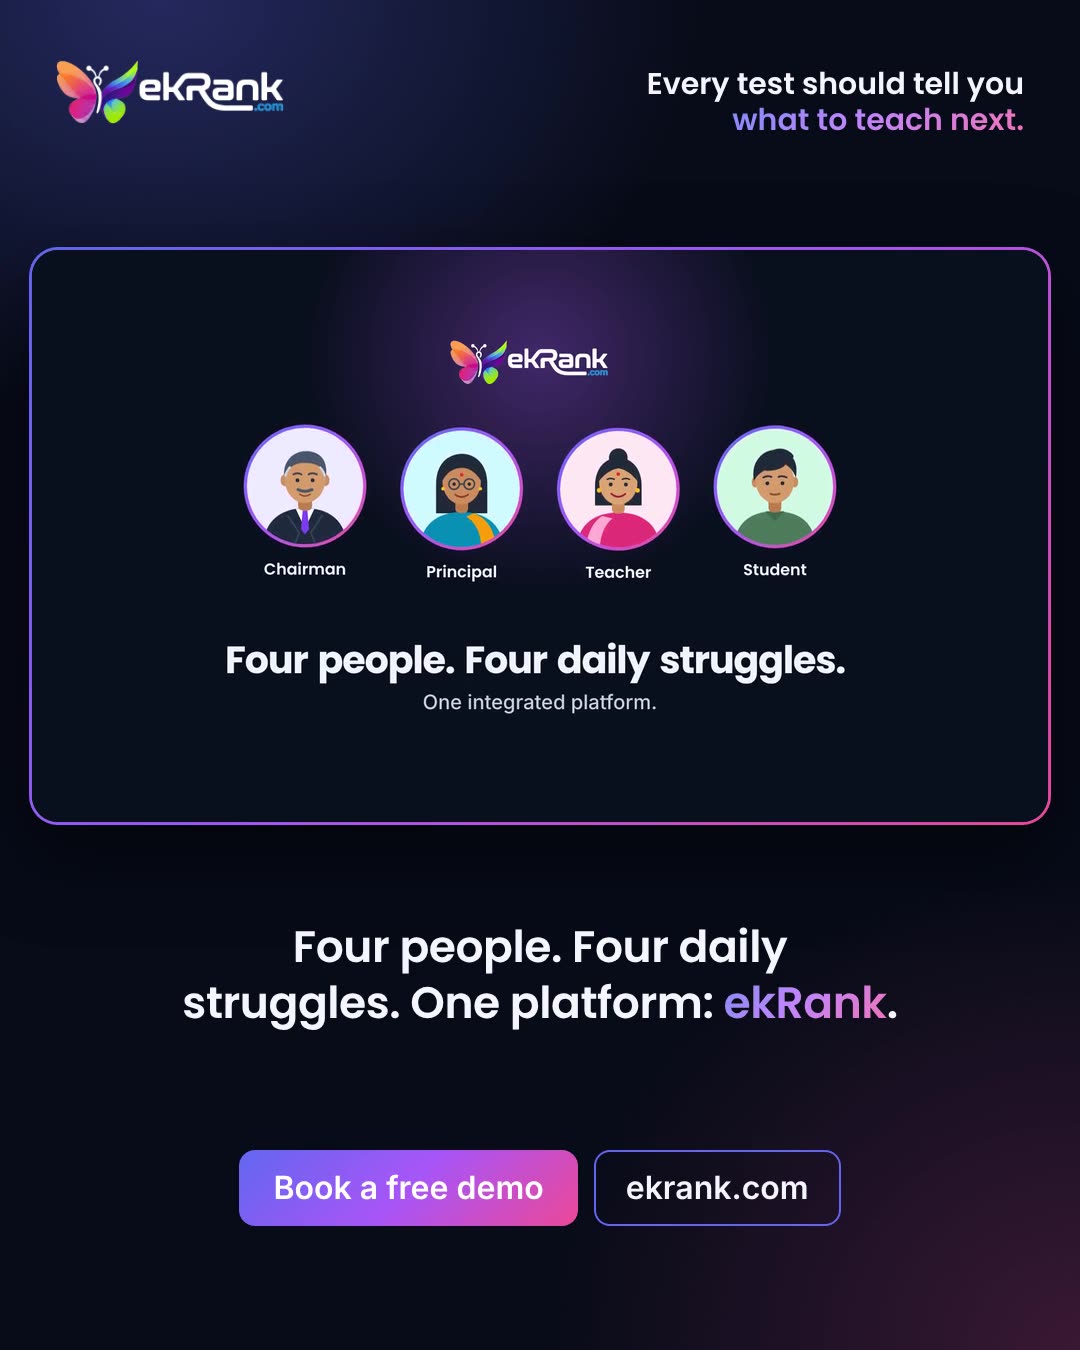 ekRank
.com
Every test should tell you
what to teach next.
ekRank
.com
Chairman
Principal
Teacher
Student
Four people. Four daily struggles.
One integrated platform.
Four people. Four daily
struggles. One platform: ekRank.
Book a free demo
ekrank.com